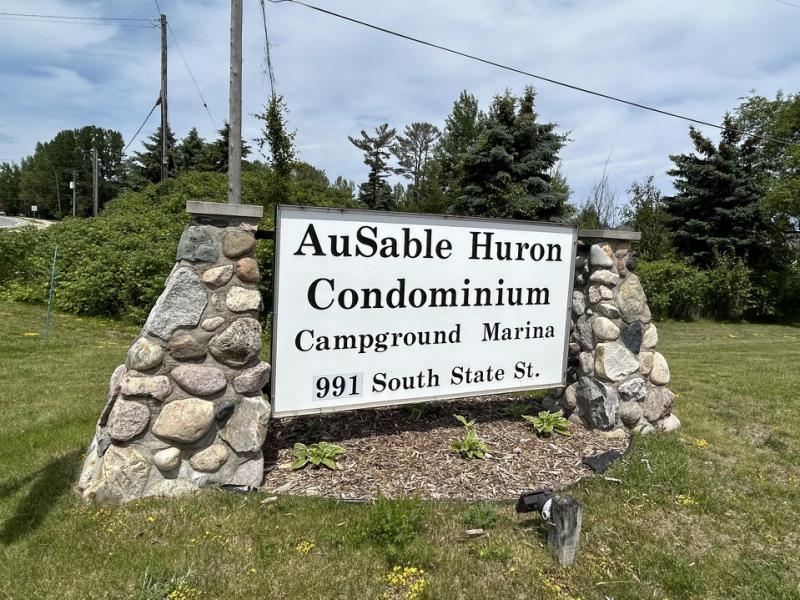 AuSable Huron
Condominium
Campground Marina
991 South State St.